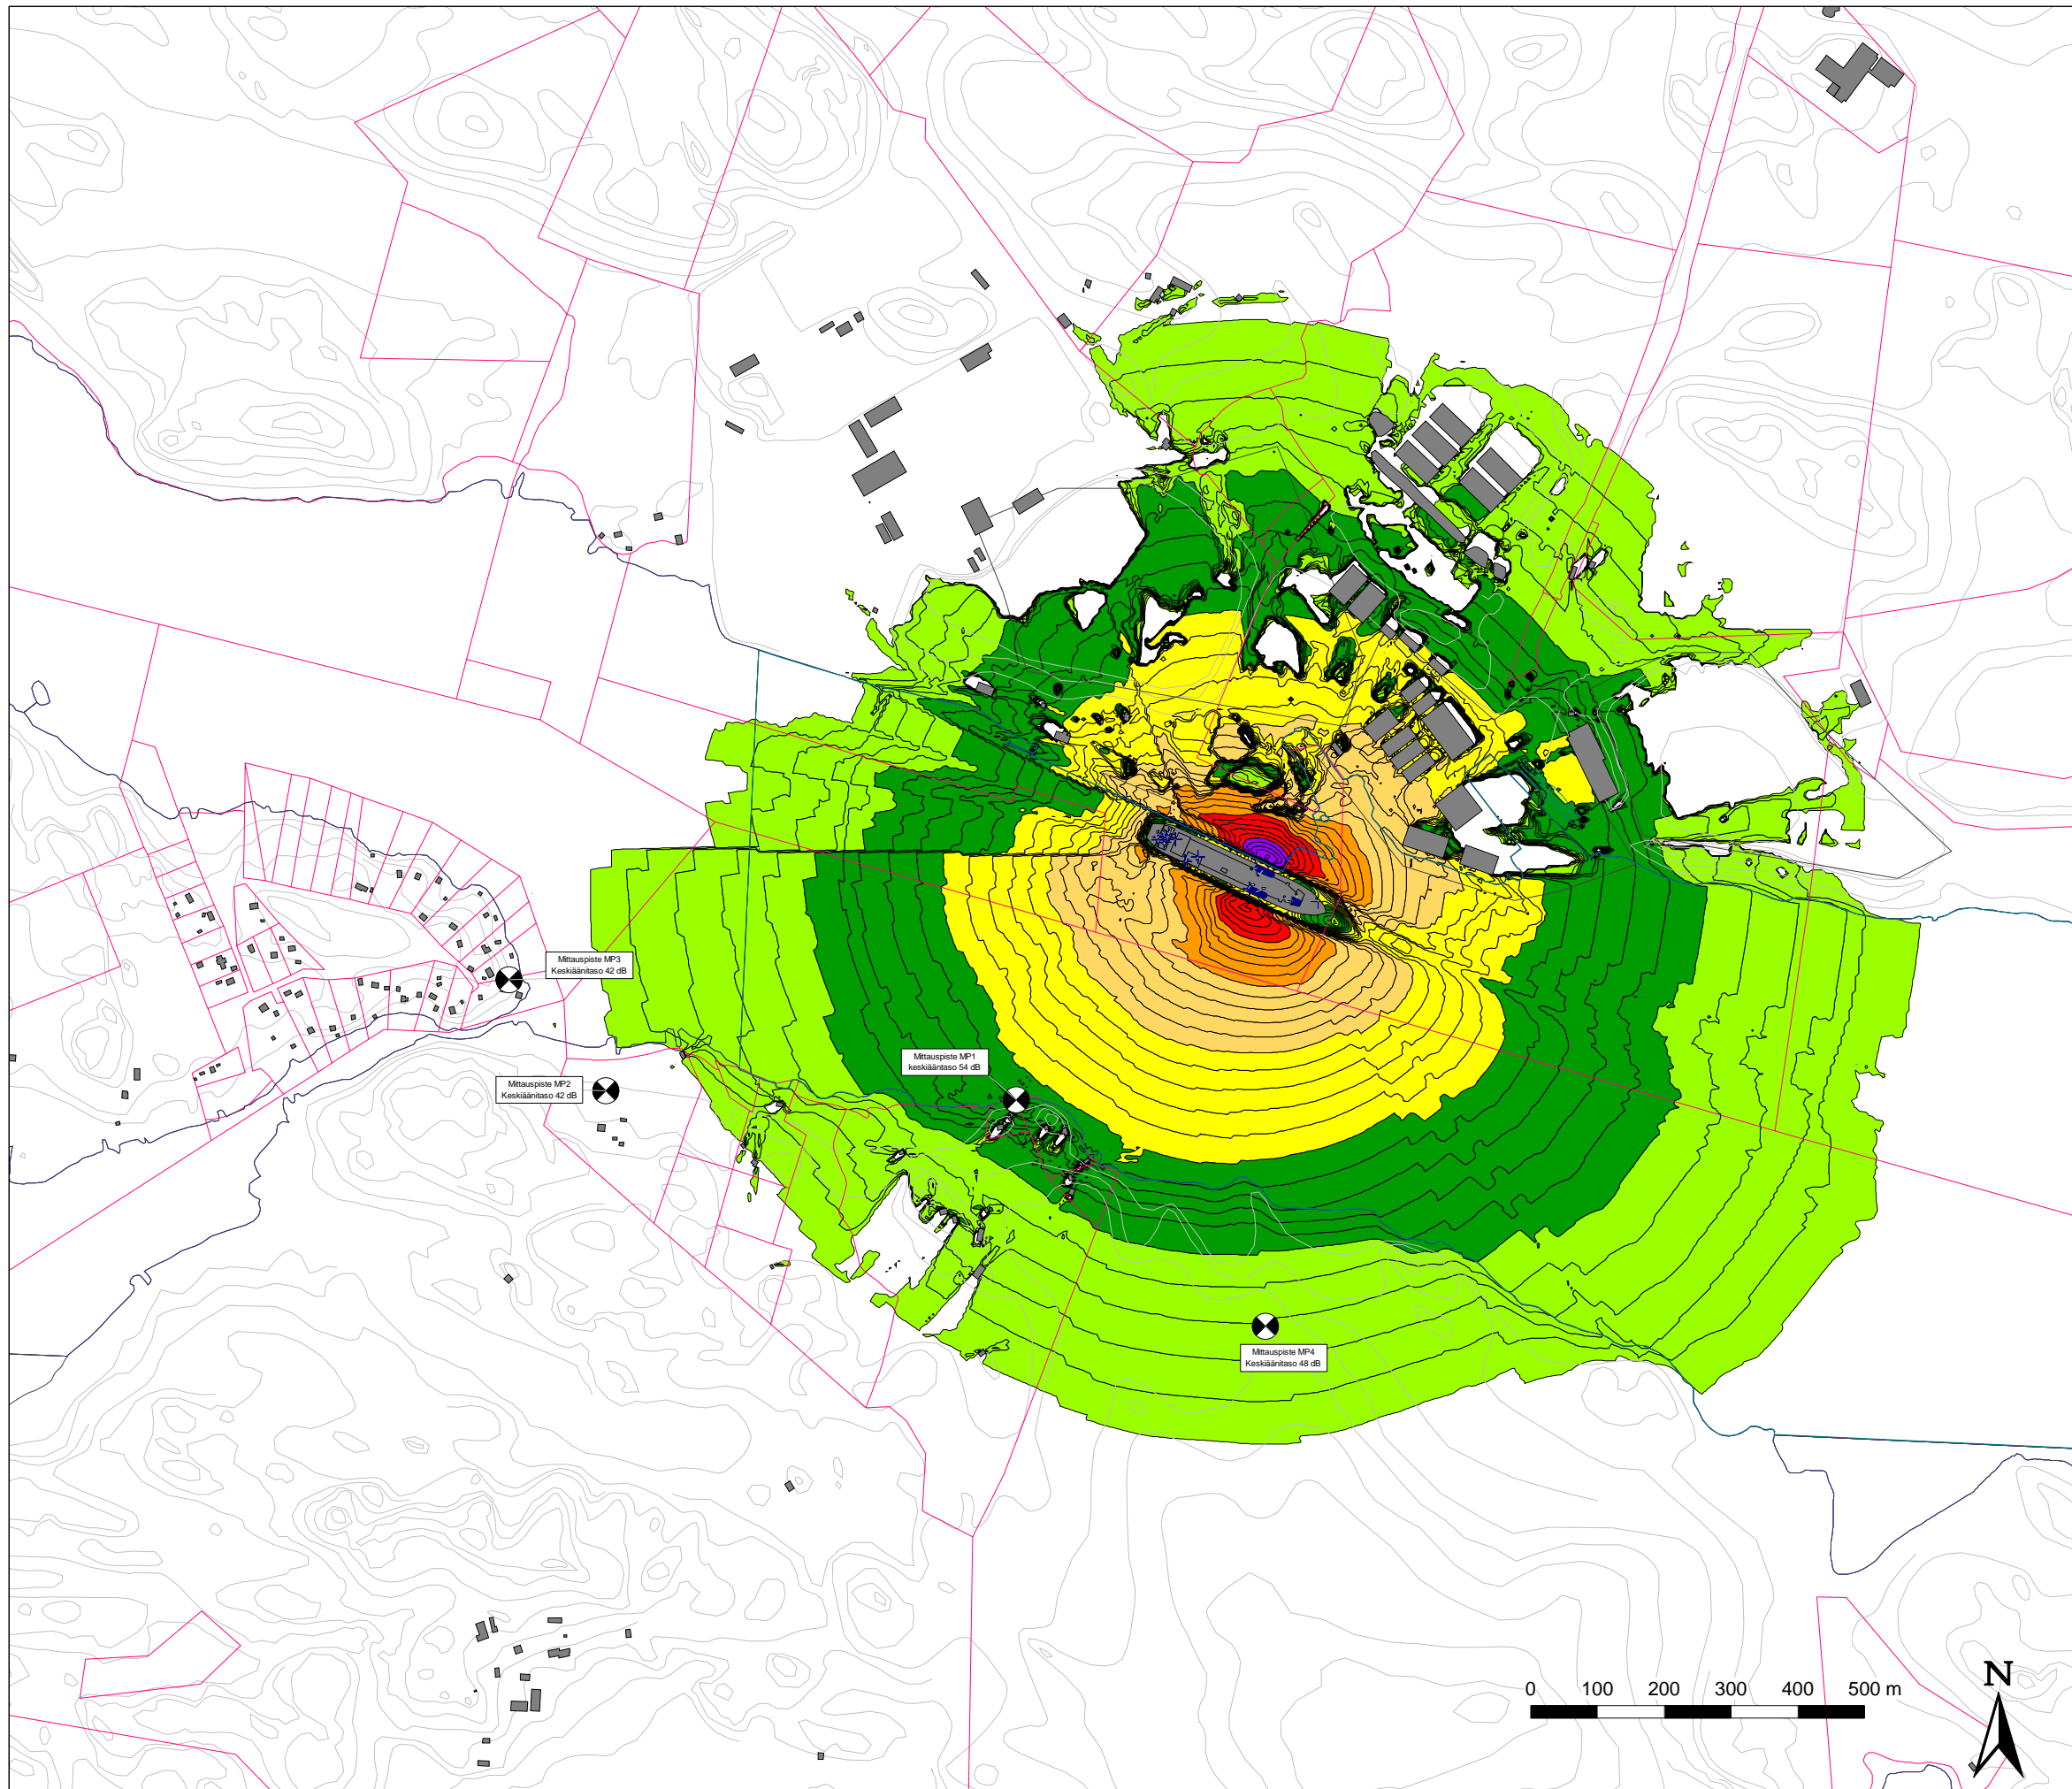 Mittauspiste MP3
Keskiäänitaso 42 dB
Mittauspiste MP1
keskiääntaso 54 dB
Mittauspiste MP2
Keskiäänitaso 42 dB
Mittauspiste MP4
Keskiäänitaso 48 dB
0 100 200 300 400 500 m
N